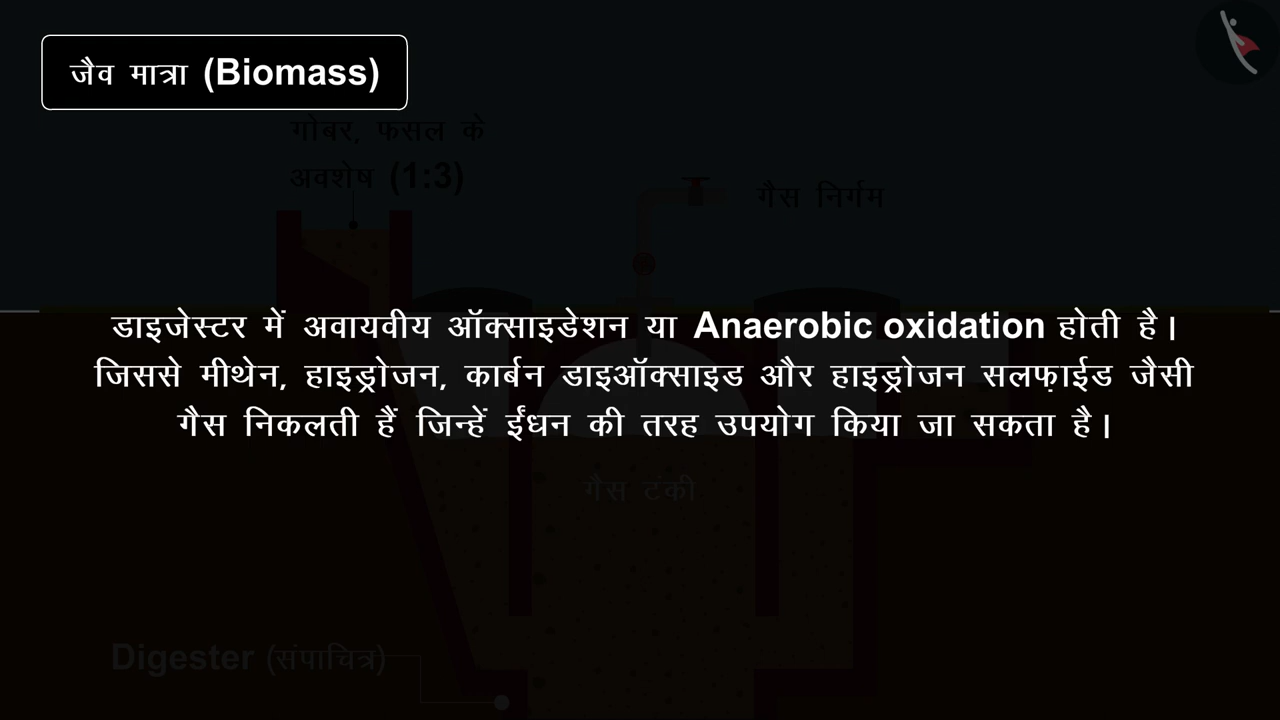 जैव मात्रा (Biomass)
गोबर, फसल के
अवशेष (1:3)
गैस निर्गम
डाइजेस्टर में अवायवीय ऑक्साइडेशन या Anaerobic oxidation होती है।
जिससे मीथेन, हाइड्रोजन, कार्बन डाइऑक्साइड और हाइड्रोजन सलफ़ाईड जैसी
गैस निकलती हैं जिन्हें ईंधन की तरह उपयोग किया जा सकता है।
गैस टंकी
Digester (संपाचित्र)